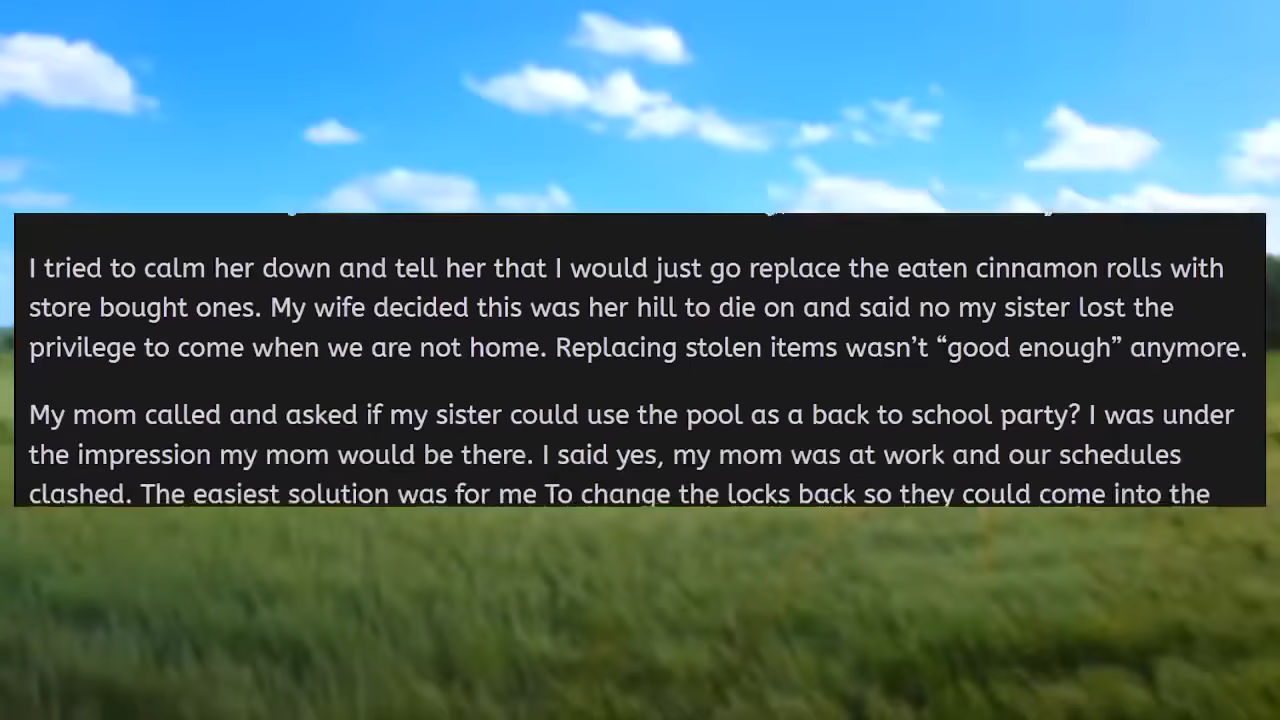 I tried to calm her down and tell her that I would just go replace the eaten cinnamon rolls with
store bought ones. My wife decided this was her hill to die on and said no my sister lost the
privilege to come when we are not home. Replacing stolen items wasn’t “good enough” anymore.
My mom called and asked if my sister could use the pool as a back to school party? I was under
the impression my mom would be there. I said yes, my mom was at work and our schedules
clashed. The easiest solution was for me To change the locks back so they could come into the